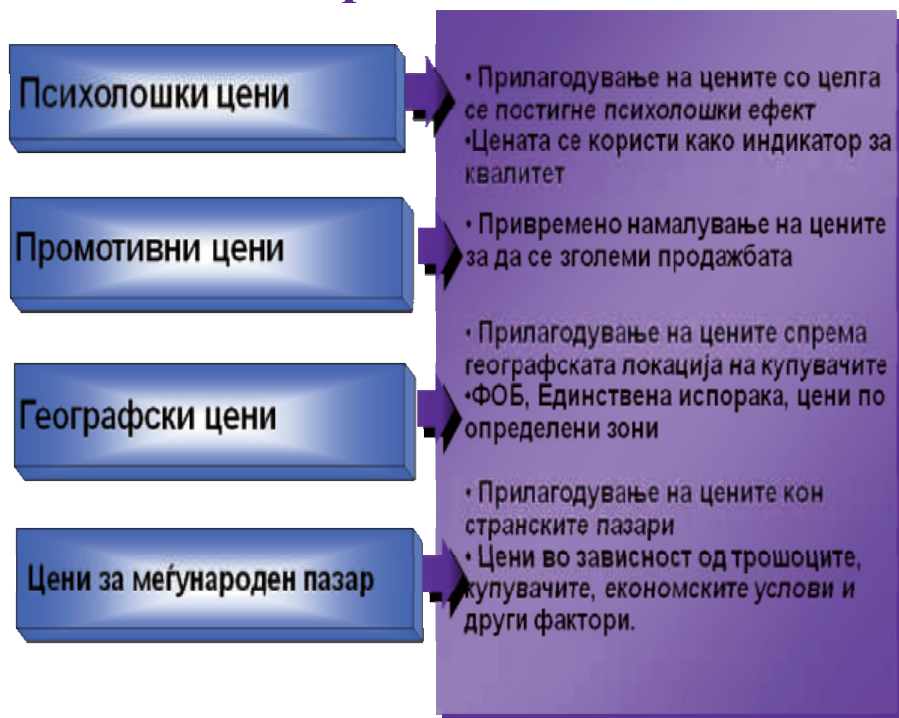 Психолошки цени
• Прилагодување на цените со целга
се постигне психолошки ефект
•Цената се користи како индикатор за
квалитет
Промотивни цени
• Привремено намалување на цените
за да се зголеми продажбата
Географски цени
• Прилагодување на цените спрема
географската локација на купувачите
•ФОБ, Единствена испорака, цени по
определени зони
Цени за меѓународен пазар
• Прилагодување на цените кон
странските пазари
• Цени во зависност од трошоците,
купувачите, економските услови и
други фактори.